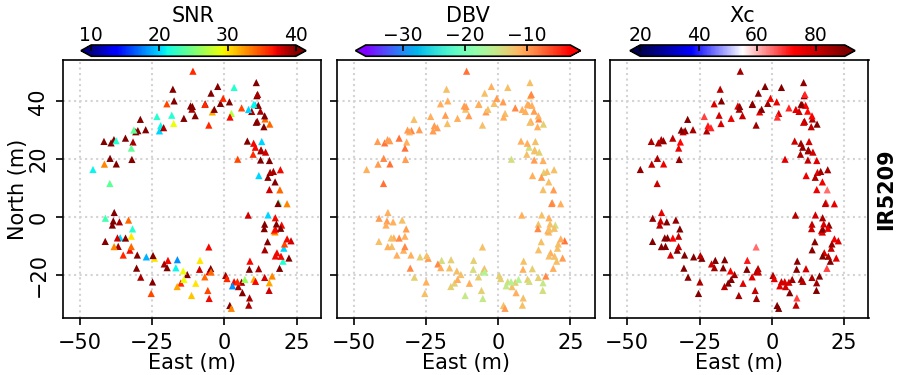 SNR DBV Xc
10 20 30 40 −30 −20 −10 20 40 60 80
40
20
0
−20
North (m)
IR5209
−50 −25 0 25 −50 −25 0 25 −50 −25 0 25
East (m) East (m) East (m)